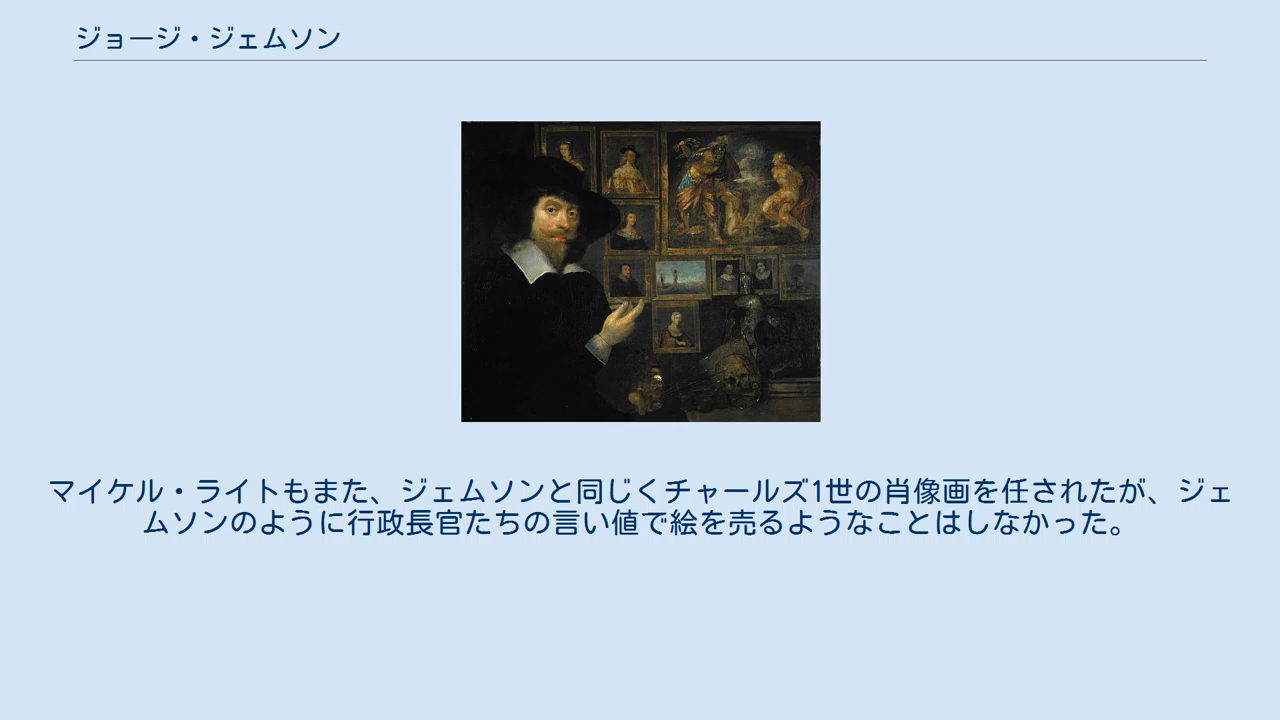 ジョージ・ジェムソン
マイケル・ライトもまた、ジェムソンと同じくチャールズ1世の肖像画を任されたが、ジェ
ムソンのように行政長官たちの言い値で絵を売るようなことはしなかった。